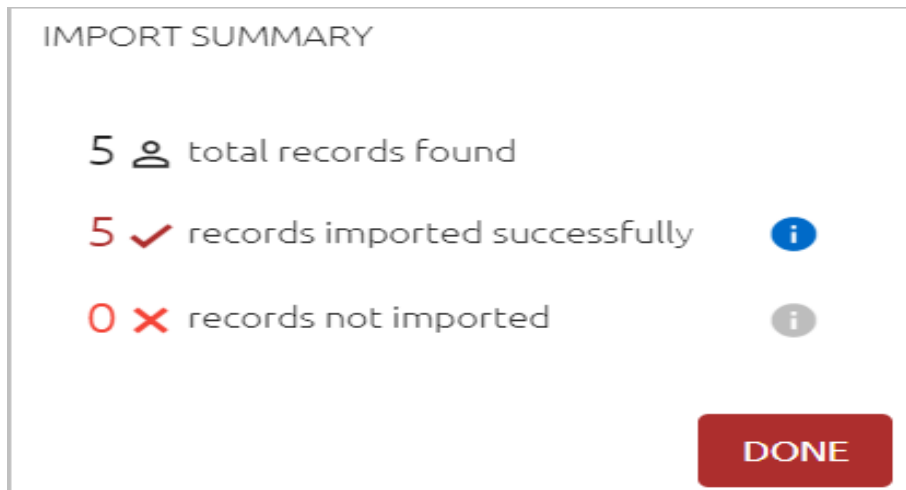 IMPORT SUMMARY
5 total records found
5 records imported successfully i
0 records not imported i
DONE